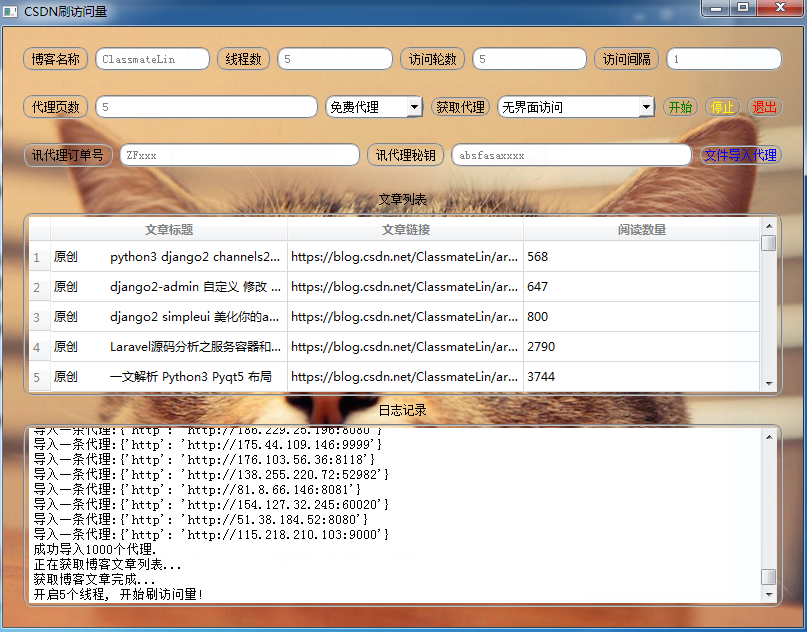 CSDN刷访问量
博客名称 ClassmateLin 线程数 5 访问轮数 5 访问间隔 1
代理页数 5 免费代理 获取代理 无界面访问 开始 停止 退出
讯代理订单号 ZFxxx 讯代理秘钥 absfasaxxxx 文件导入代理
文章列表
文章标题 文章链接 阅读数量
1 原创 python3 django2 channels2... https://blog.csdn.net/ClassmateLin/ar... 568
2 原创 django2-admin 自定义 修改 ... https://blog.csdn.net/ClassmateLin/ar... 647
3 原创 django2 simpleui 美化你的a... https://blog.csdn.net/ClassmateLin/ar... 800
4 原创 Laravel源码分析之服务容器和... https://blog.csdn.net/ClassmateLin/ar... 2790
5 原创 一文解析 Python3 Pyqt5 布局 https://blog.csdn.net/ClassmateLin/ar... 3744
日志记录
导入一条代理:{'http': 'http://186.229.25.196:8080'}
导入一条代理:{'http': 'http://175.44.109.146:9999'}
导入一条代理:{'http': 'http://176.103.56.36:8118'}
导入一条代理:{'http': 'http://138.255.220.72:52982'}
导入一条代理:{'http': 'http://81.8.66.146:8081'}
导入一条代理:{'http': 'http://154.127.32.245:60020'}
导入一条代理:{'http': 'http://51.38.184.52:8080'}
导入一条代理:{'http': 'http://115.218.210.103:9000'}
成功导入1000个代理.
正在获取博客文章列表...
获取博客文章完成...
开启5个线程, 开始刷访问量!